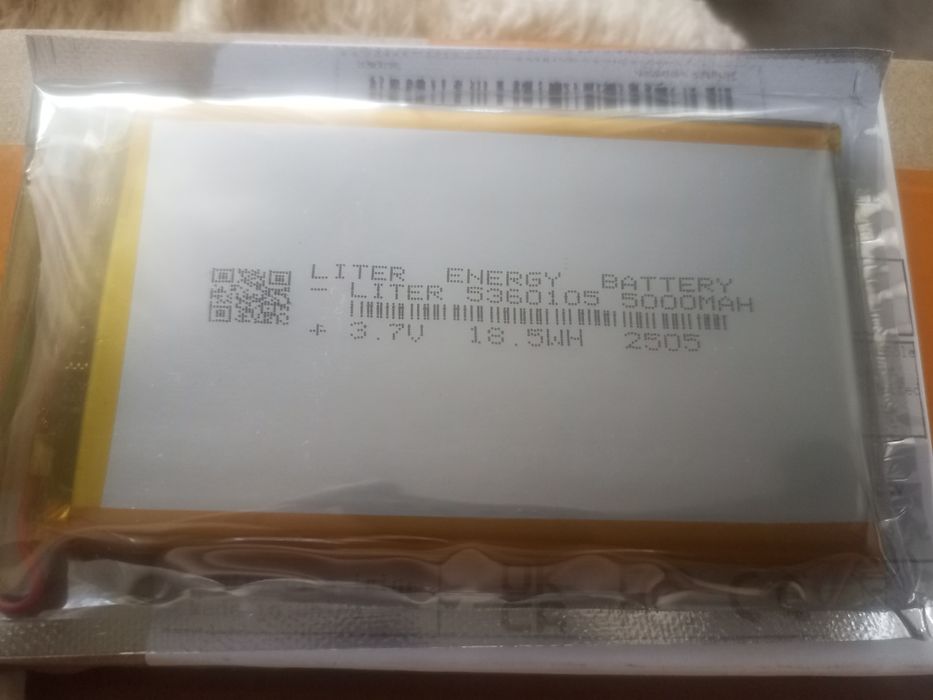 LITER ENERGY BATTERY
- LITER 5360105 5000MAH
+ 3.7V 18.5WH 2505